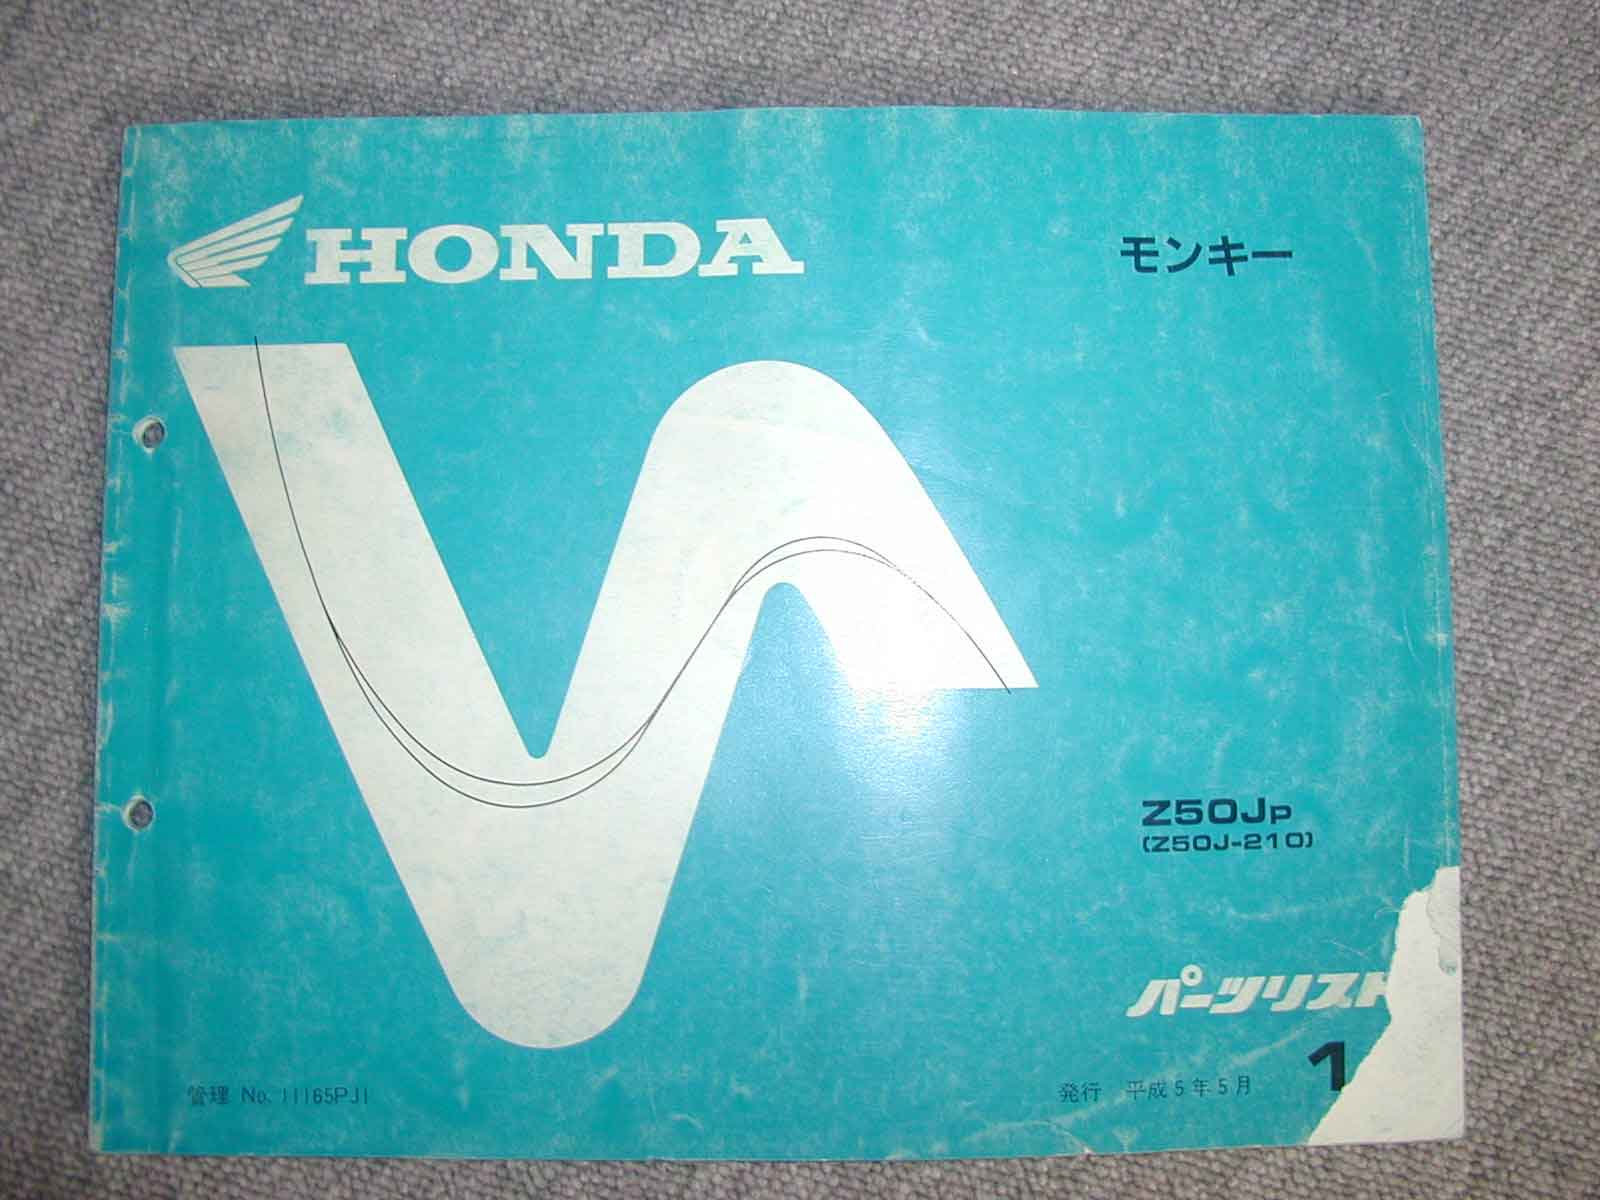 HONDA
モンキー
Z50JP
(Z50J-210)
パーツリスト
1
管理 No. 11165PJ1
発行 平成5年5月